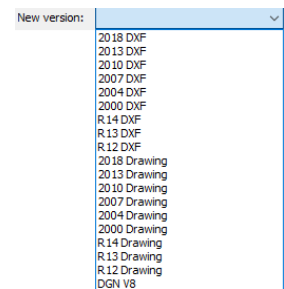 New version:
2018 DXF
2013 DXF
2010 DXF
2007 DXF
2004 DXF
2000 DXF
R14 DXF
R13 DXF
R12 DXF
2018 Drawing
2013 Drawing
2010 Drawing
2007 Drawing
2004 Drawing
2000 Drawing
R14 Drawing
R13 Drawing
R12 Drawing
DGN V8